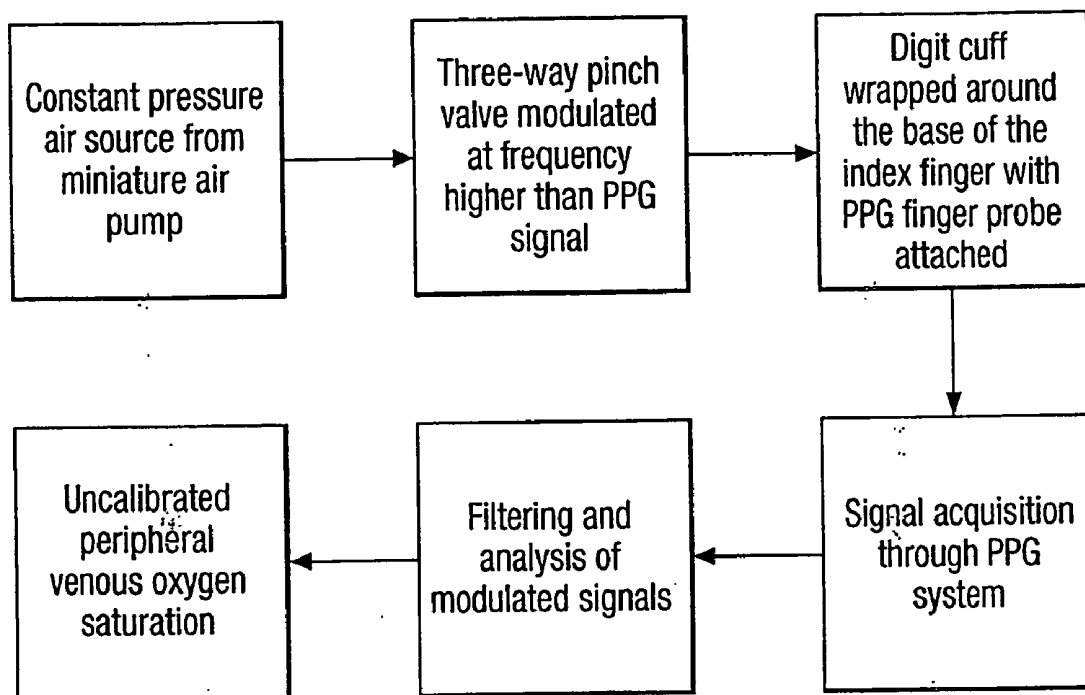 Constant pressure
air source from
miniature air
pump
Three-way pinch
valve modulated
at frequency
higher than PPG
signal
Digit cuff
wrapped around
the base of the
index finger with
PPG finger probe
attached
Signal acquisition
through PPG
system
Filtering and
analysis of
modulated signals
Uncalibrated
peripheral
venous oxygen
saturation